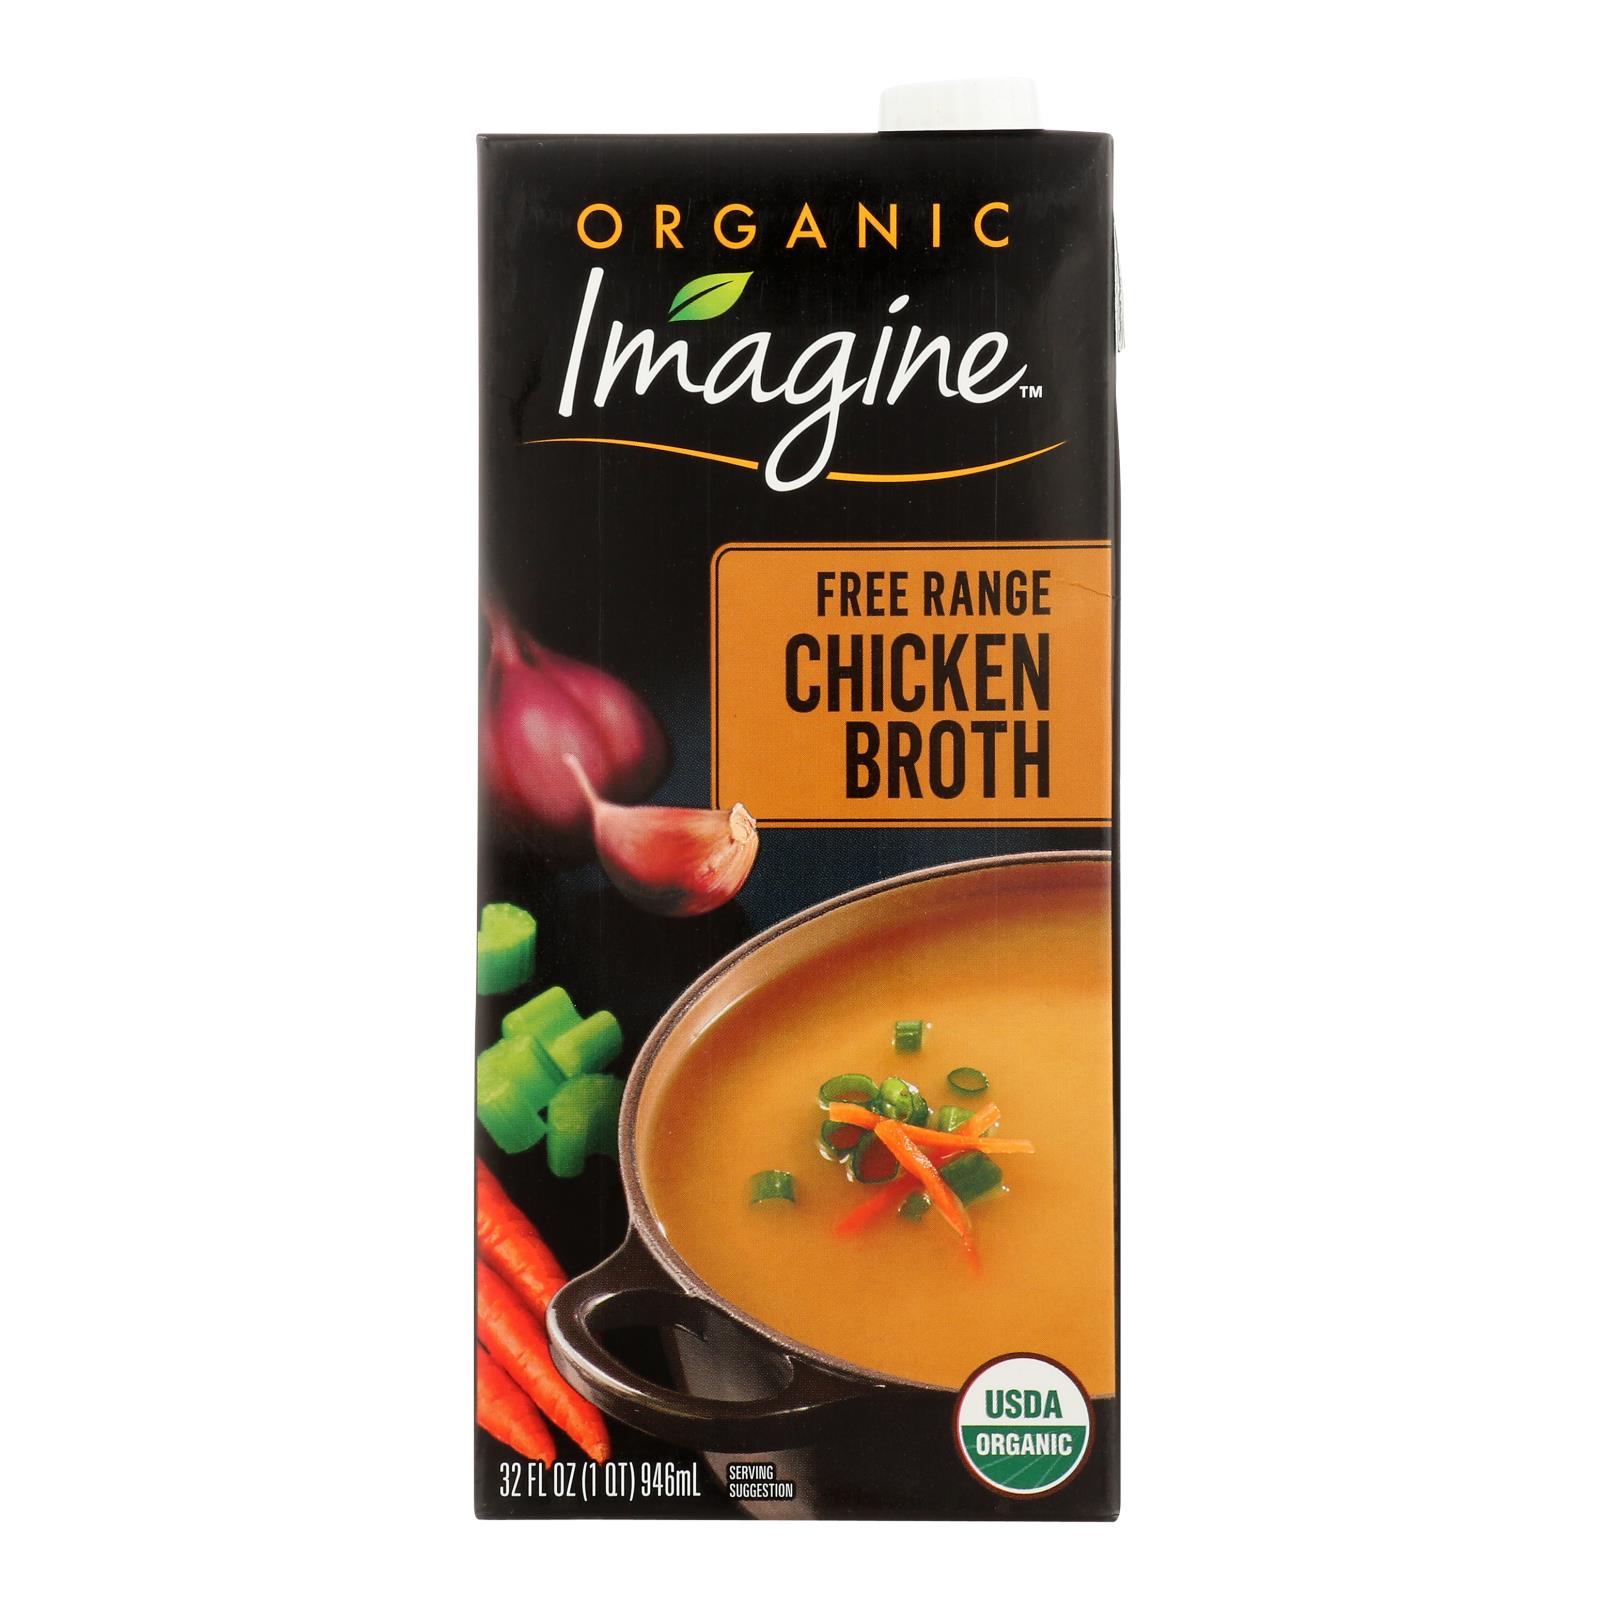 ORGANIC
Imagine™
FREE RANGE
CHICKEN
BROTH
USDA
ORGANIC
32 FL OZ (1 QT) 946mL
SERVING
SUGGESTION